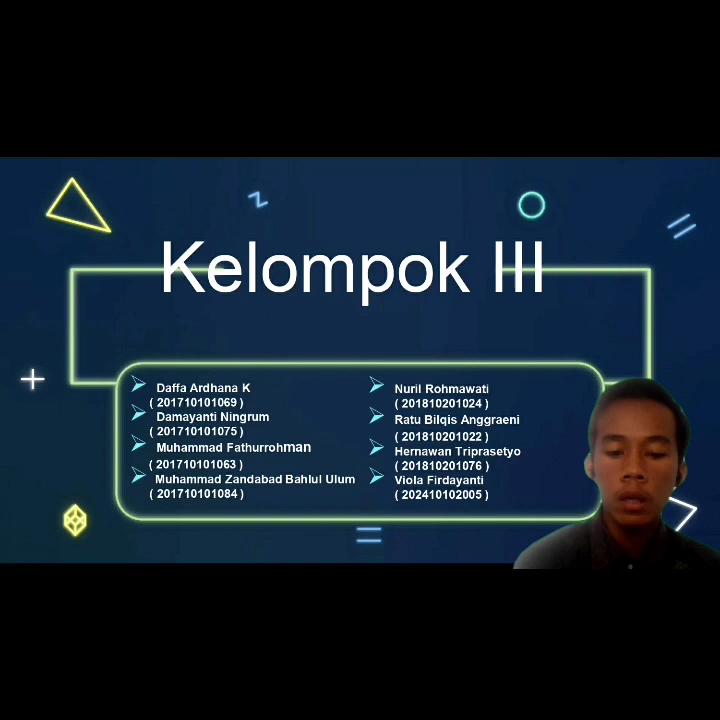 Kelompok III
Daffa Ardhana K
( 201710101069 )
Damayanti Ningrum
( 201710101075 )
Muhammad Fathurrohman
( 201710101063 )
Muhammad Zandabad Bahlul Ulum
( 201710101084 )
Nuril Rohmawati
( 201810201024 )
Ratu Bilqis Anggraeni
( 201810201022 )
Hernawan Triprasetyo
( 201810201076 )
Viola Firdayanti
( 202410102005 )